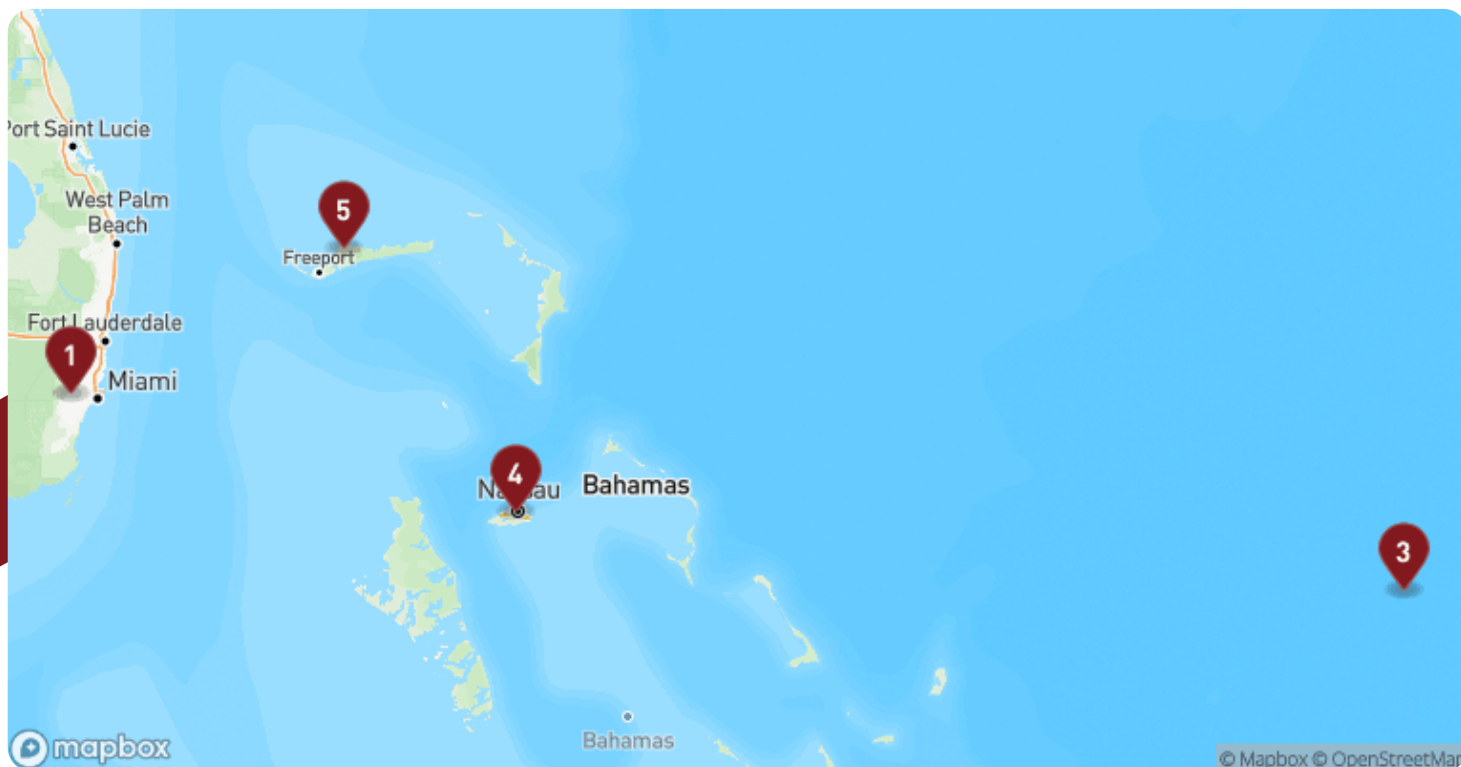 Port Saint Lucie
West Palm
Beach
5
Freeport
Fort Lauderdale
1
Miami
4
Nassau
Bahamas
3
Bahamas
mapbox
© Mapbox © OpenStreetMap